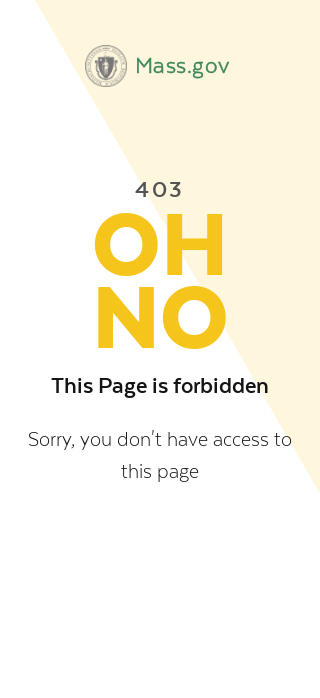 Mass.gov
403
OH
NO
This Page is forbidden
Sorry, you don't have access to
this page